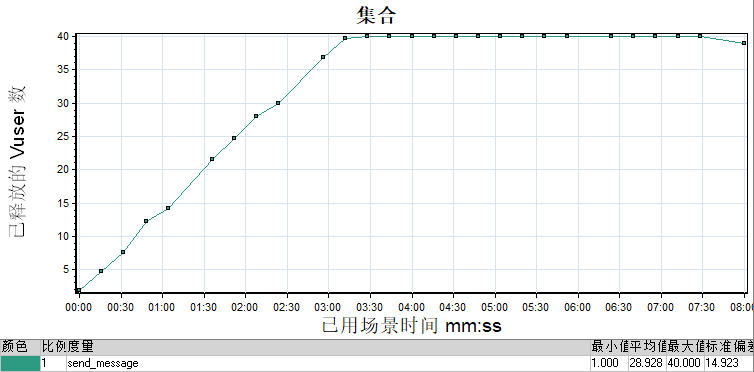 集合
已释放的 Vuser 数
40
35
30
25
20
15
10
5
00:00 00:30 01:00 01:30 02:00 02:30 03:00 03:30 04:00 04:30 05:00 05:30 06:00 06:30 07:00 07:30 08:00
已用场景时间 mm:ss
颜色 比例 度量 最小值 平均值 最大值 标准偏差
1 send_message 1.000 28.928 40.000 14.923